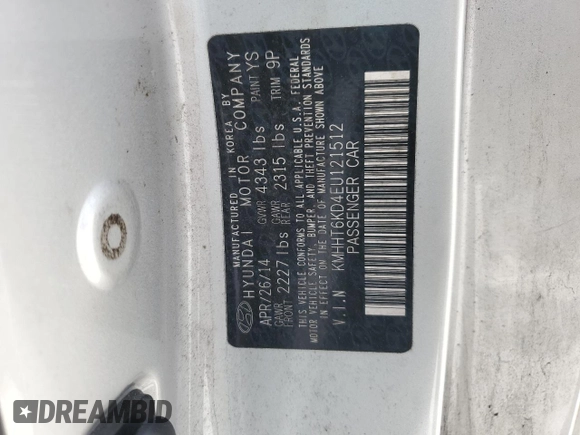 MANUFACTURED IN KOREA BY
HYUNDAI MOTOR COMPANY
APR/26/14 GVWR 4343 lbs PAINT YS
GAWR FRONT 2227 lbs GAWR REAR 2315 lbs TRIM 9P
THIS VEHICLE CONFORMS TO ALL APPLICABLE U.S.A. FEDERAL
MOTOR VEHICLE SAFETY, BUMPER, AND THEFT PREVENTION STANDARDS
IN EFFECT ON THE DATE OF MANUFACTURE SHOWN ABOVE
V.I.N KMHHT6KD4EU121512
PASSENGER CAR
DREAMBID